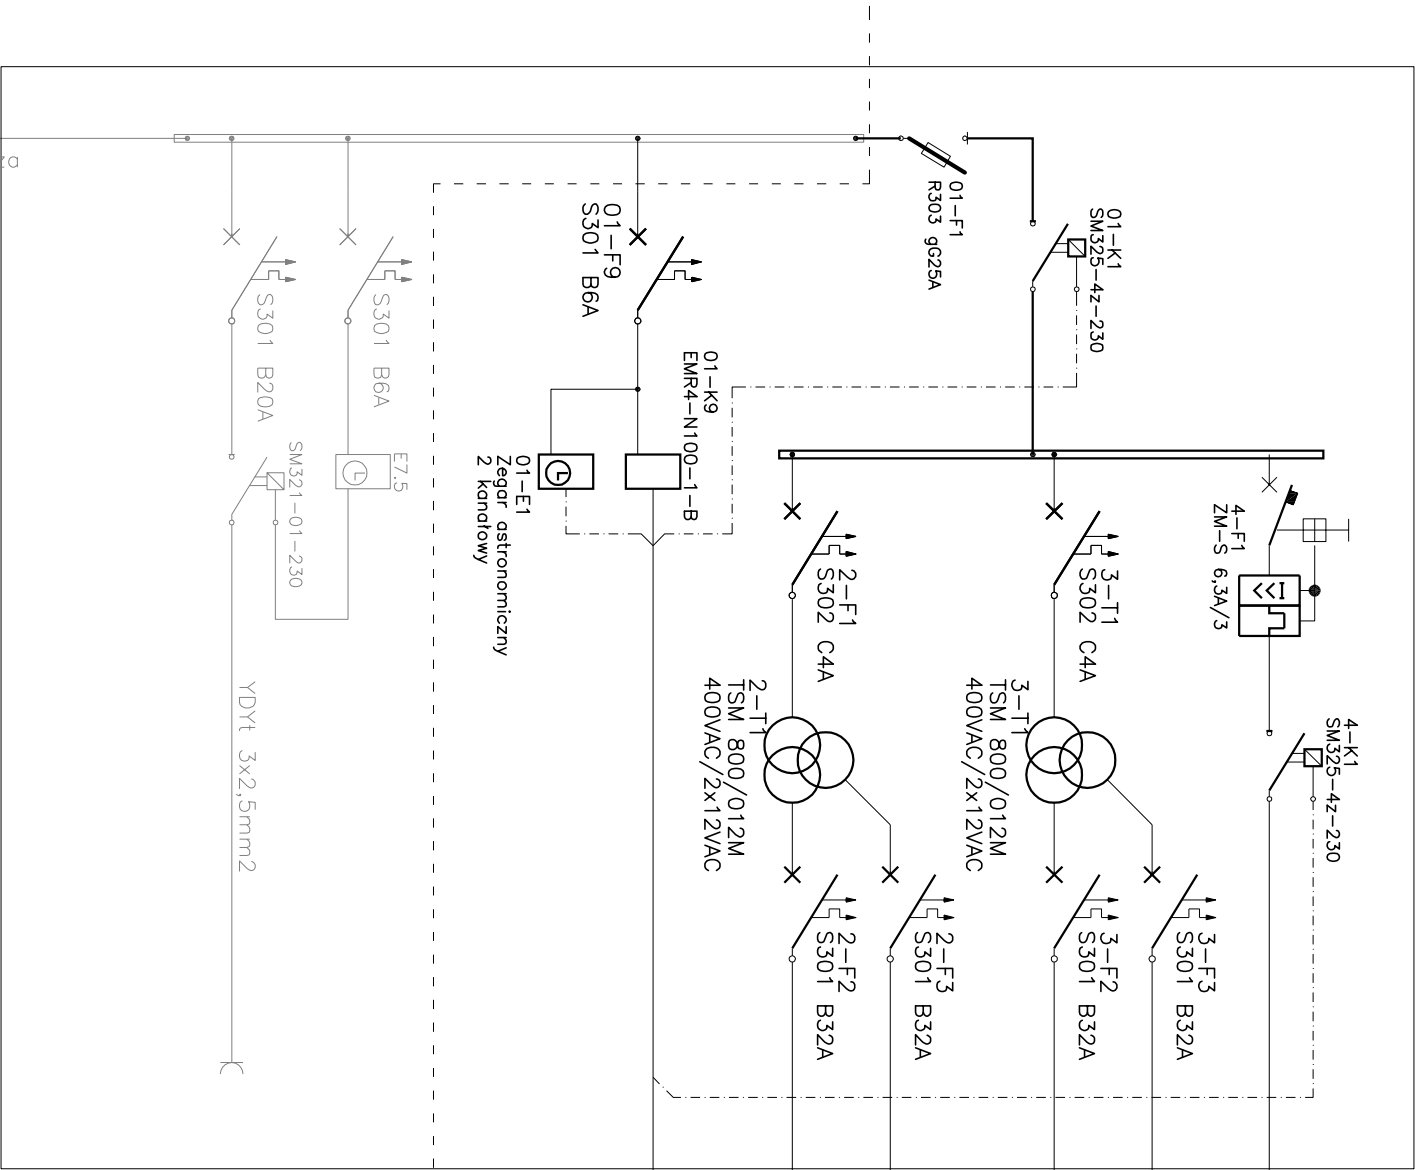 za
S301 B20A
S301 B6A
SM321-01-230
E7.5
YDYt 3x2,5mm2
01-F9
S301 B6A
01-F1
R303 gG25A
01-K1
SM325-4z-230
01-K9
EMR4-N100-1-B
01-E1
Zegar astronomiczny
2 kanałowy
2-F1
S302 C4A
2-T1
TSM 800/012M
400VAC/2x12VAC
2-F2
S301 B32A
2-F3
S301 B32A
3-T1
S302 C4A
3-T1
TSM 800/012M
400VAC/2x12VAC
3-F2
S301 B32A
3-F3
S301 B32A
4-F1
ZM-S 6,3A/3
4-K1
SM325-4z-230